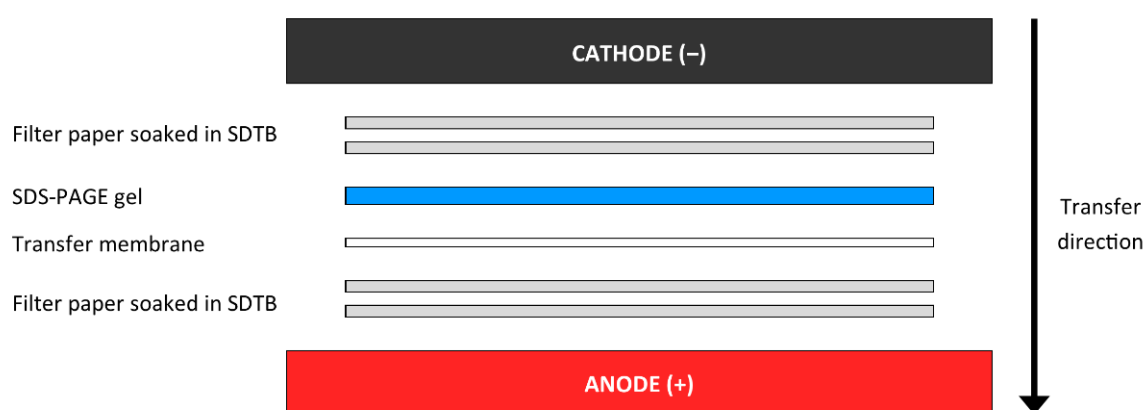 CATHODE (–)
Filter paper soaked in SDTB
SDS-PAGE gel
Transfer membrane
Filter paper soaked in SDTB
Transfer
direction
ANODE (+)